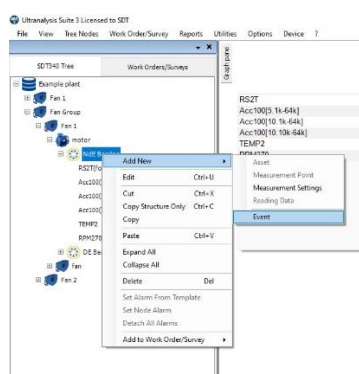 Ultranalysis Suite 3 Licensed to SDT
File View Tree Nodes Work Orders/Survey Reports Utilities Options Device ?
SDT340 Tree Work Orders/Surveys
Graph pane
Example plant
Fan 1
Fan Group
Fan 1
motor
NdE Bearing
RS2T
Acc100[5.1k-64k]
Acc100[10.1k-64k]
Acc100[10.10k-64k]
TEMP2
RPM270
RS2T[fo
Acc100[
Acc100[
Acc100[
TEMP2
RPM270
DE Be
fan
Fan 2
Add New
Edit Ctrl+U
Cut Ctrl+X
Copy Structure Only Ctrl+C
Copy
Paste Ctrl+V
Expand All
Collapse All
Delete Del
Set Alarm From Template
Set Node Alarm
Detach All Alarms
Add to Work Order/Survey
Asset
Measurement Point
Measurement Settings
Reading Data
Event